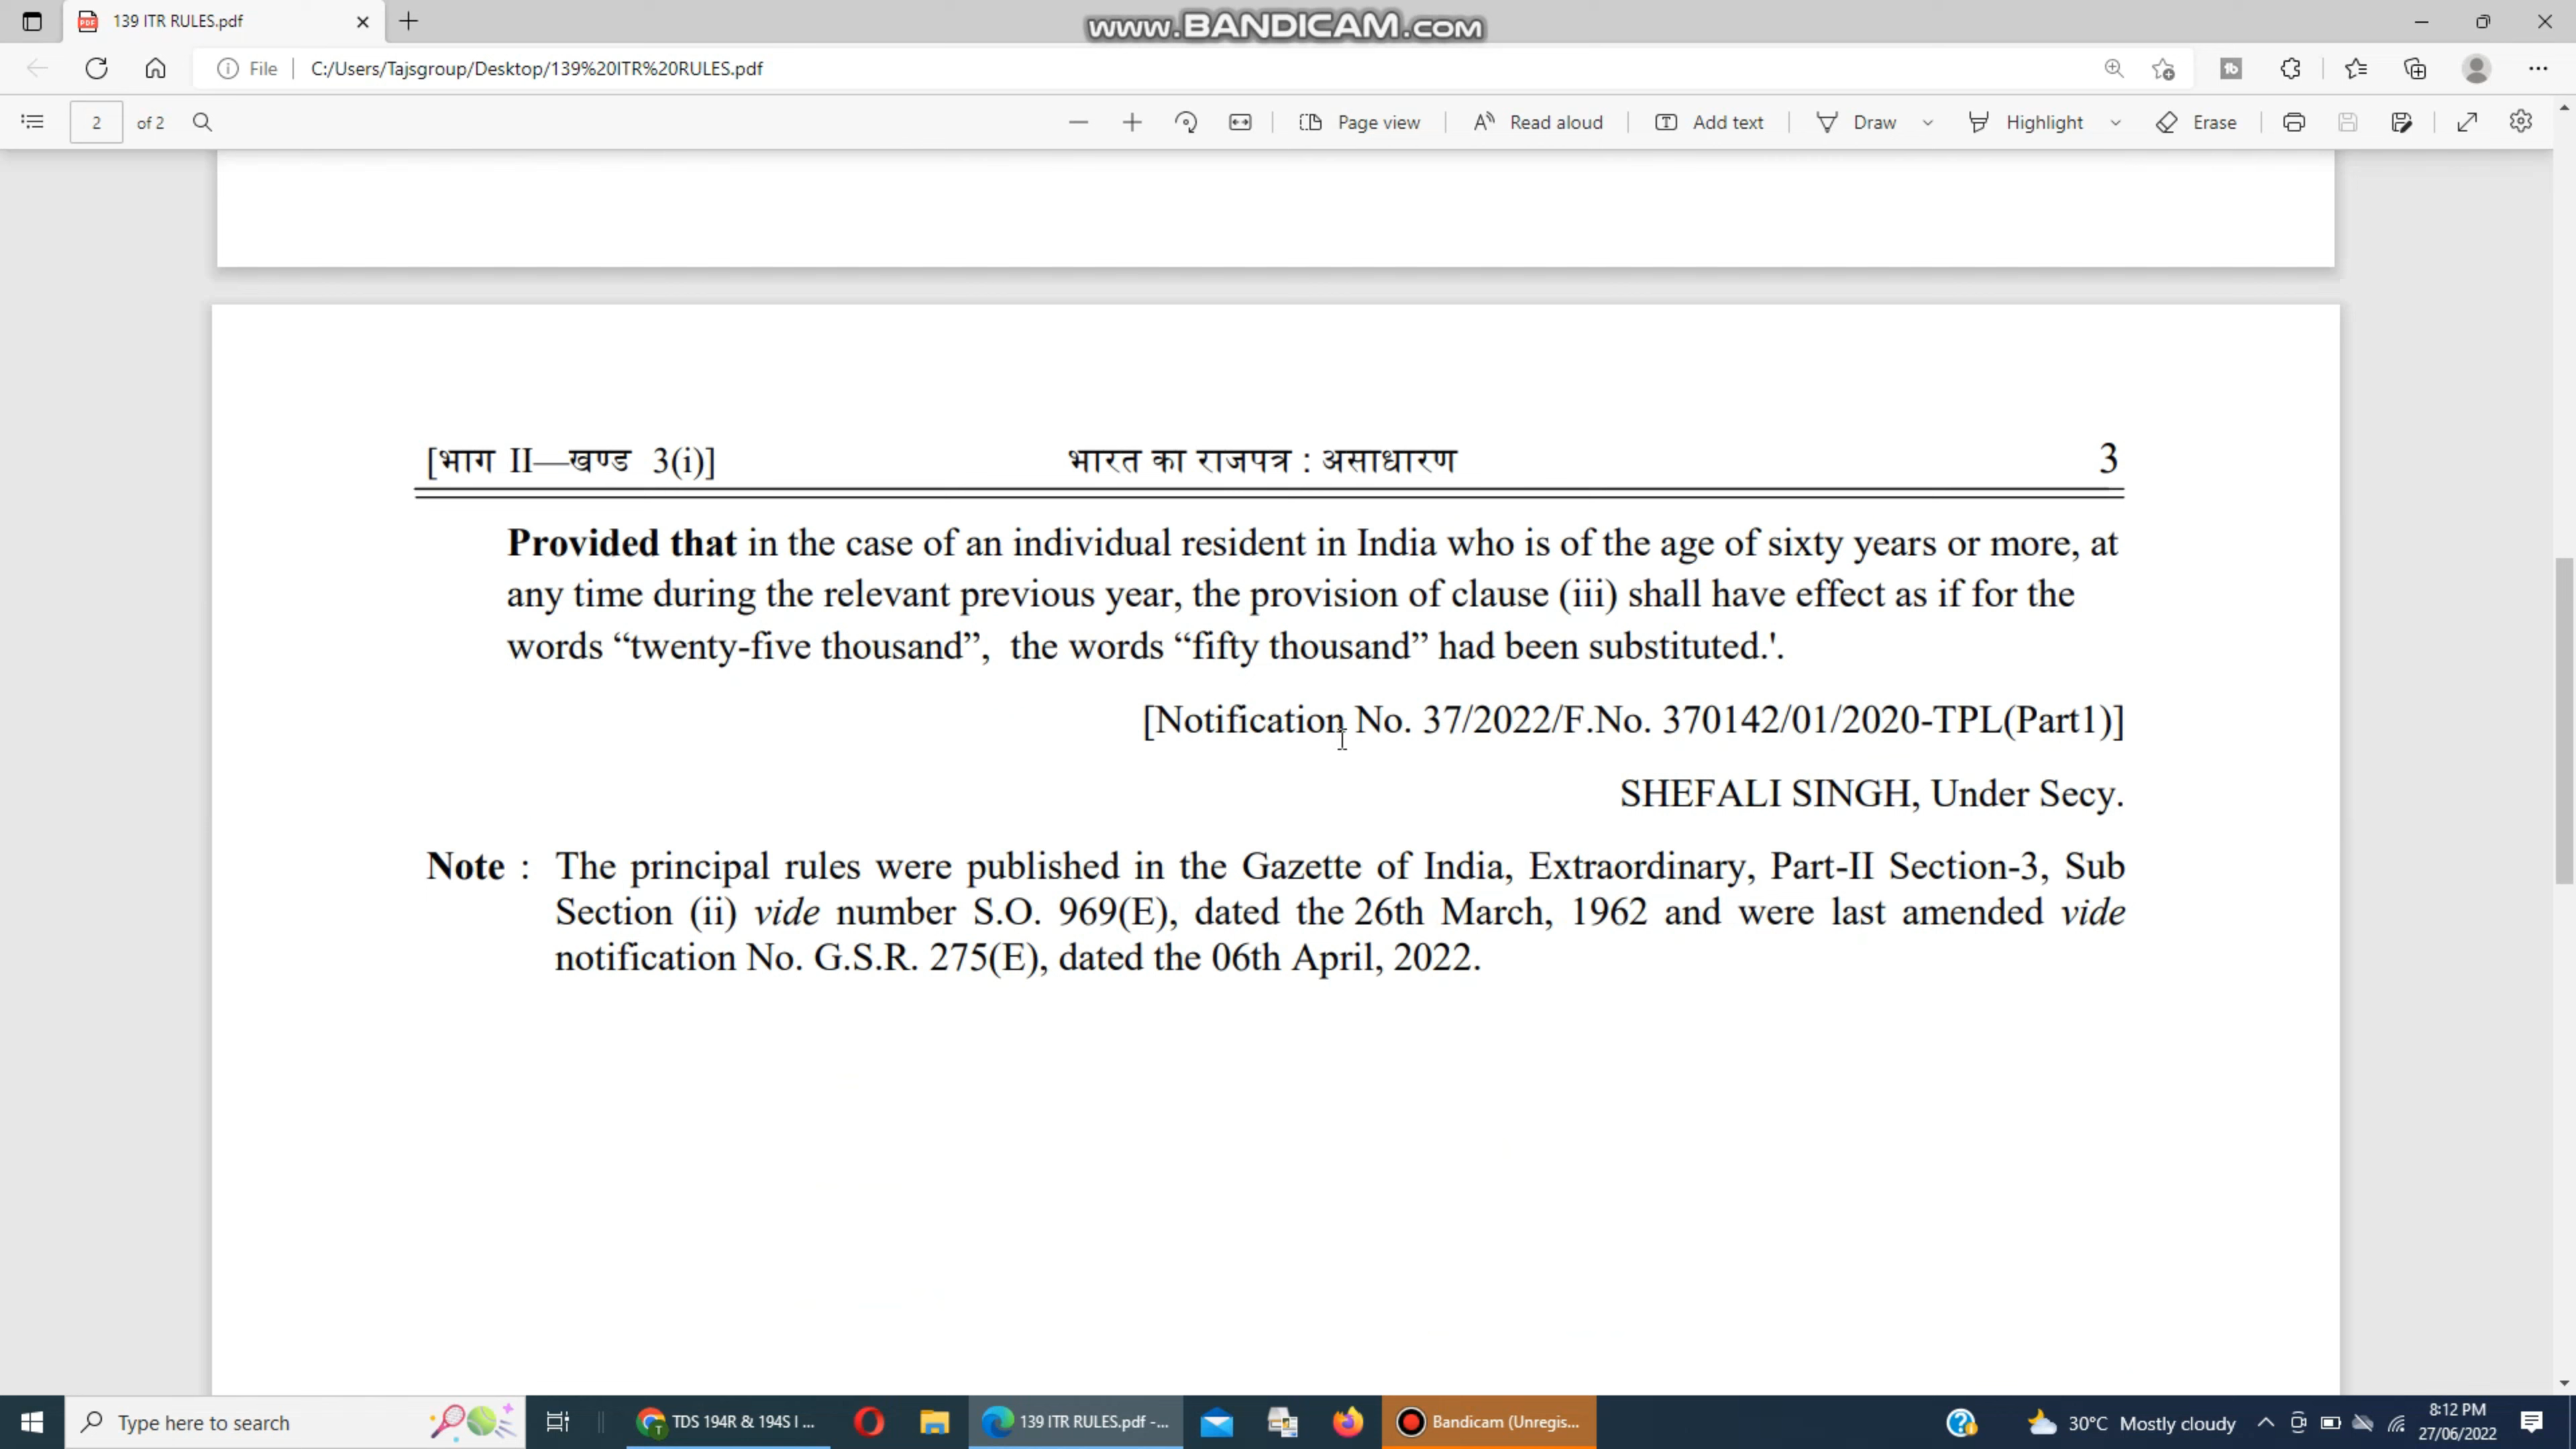 139 ITR RULES.pdf
www.BANDICAM.com
File
C:/Users/Tajsgroup/Desktop/139%20ITR%20RULES.pdf
2 of 2
Page view
Read aloud
Add text
Draw
Highlight
Erase
[भाग II—खण्ड 3(i)] भारत का राजपत्र : असाधारण 3
Provided that in the case of an individual resident in India who is of the age of sixty years or more, at
any time during the relevant previous year, the provision of clause (iii) shall have effect as if for the
words “twenty-five thousand”, the words “fifty thousand” had been substituted.'.
[Notification No. 37/2022/F.No. 370142/01/2020-TPL(Part1)]
SHEFALI SINGH, Under Secy.
Note : The principal rules were published in the Gazette of India, Extraordinary, Part-II Section-3, Sub
Section (ii) vide number S.O. 969(E), dated the 26th March, 1962 and were last amended vide
notification No. G.S.R. 275(E), dated the 06th April, 2022.
Type here to search
TDS 194R & 194S I ...
139 ITR RULES.pdf -...
Bandicam (Unregis...
30°C Mostly cloudy
8:12 PM
27/06/2022